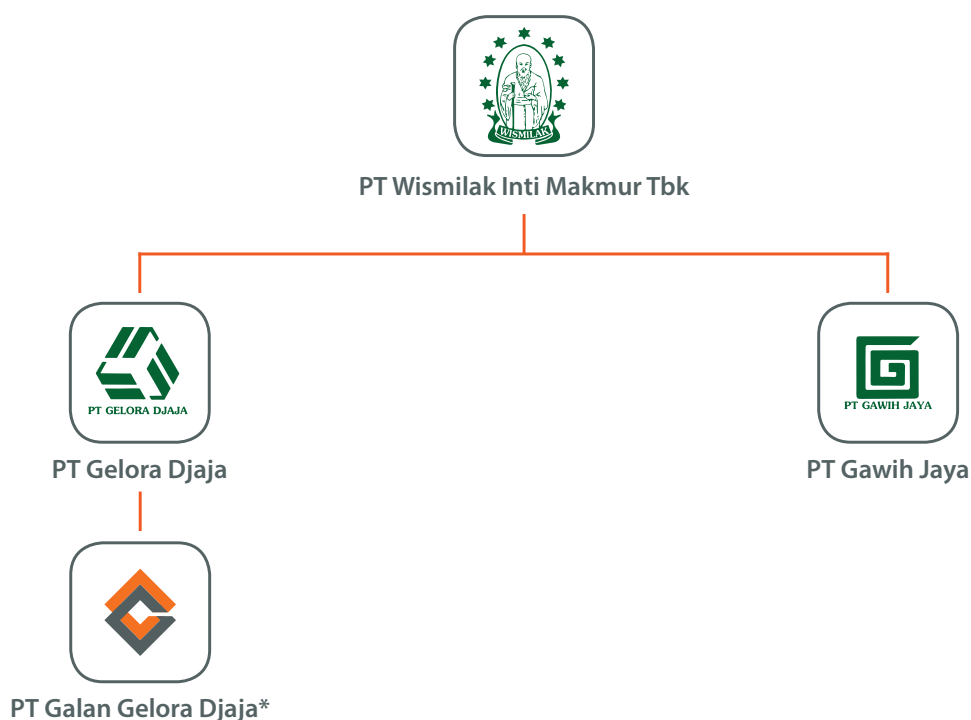 WISMILAK
PT Wismilak Inti Makmur Tbk
PT GELORA DJAJA
PT GAWIH JAYA
PT Gelora Djaja
PT Gawih Jaya
PT Galan Gelora Djaja*